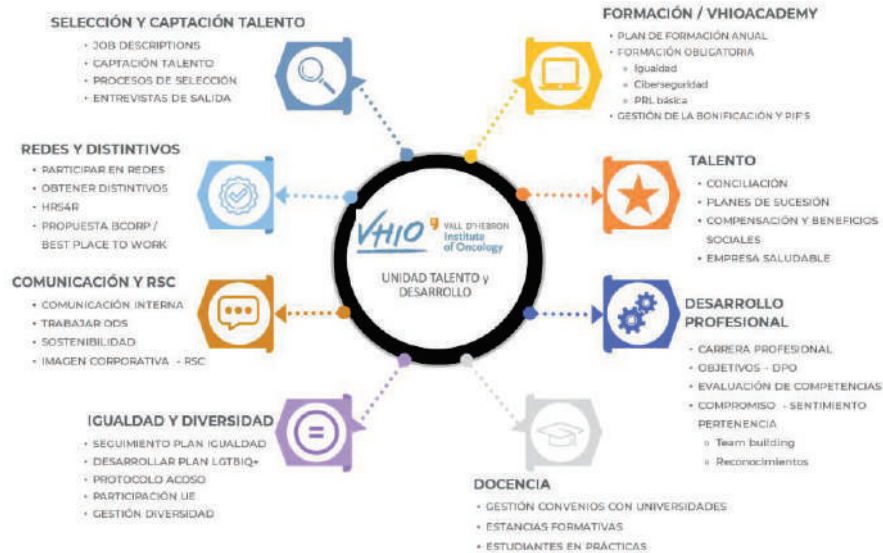 SELECCIÓN Y CAPTACIÓN TALENTO
• JOB DESCRIPTIONS
• CAPTACIÓN TALENTO
• PROCESOS DE SELECCIÓN
• ENTREVISTAS DE SALIDA
FORMACIÓN / VHIOACADEMY
• PLAN DE FORMACIÓN ANUAL
• FORMACIÓN OBLIGATORIA
o Igualdad
o Ciberseguridad
o PRL básica
• GESTIÓN DE LA BONIFICACIÓN Y PIF'S
REDES Y DISTINTIVOS
• PARTICIPAR EN REDES
• OBTENER DISTINTIVOS
• HRS4R
• PROPUESTA BCORP /
BEST PLACE TO WORK
TALENTO
• CONCILIACIÓN
• PLANES DE SUCESIÓN
• COMPENSACIÓN Y BENEFICIOS
SOCIALES
• EMPRESA SALUDABLE
VHIO VALL D'HEBRON
Institute
of Oncology
UNIDAD TALENTO y
DESARROLLO
COMUNICACIÓN Y RSC
• COMUNICACIÓN INTERNA
• TRABAJAR ODS
• SOSTENIBILIDAD
• IMAGEN CORPORATIVA - RSC
DESARROLLO
PROFESIONAL
• CARRERA PROFESIONAL
• OBJETIVOS - DPO
• EVALUACIÓN DE COMPETENCIAS
• COMPROMISO - SENTIMIENTO
PERTENENCIA
o Team building
o Reconocimientos
IGUALDAD Y DIVERSIDAD
• SEGUIMIENTO PLAN IGUALDAD
• DESARROLLAR PLAN LGTBIQ+
• PROTOCOLO ACOSO
• PARTICIPACIÓN UE
• GESTIÓN DIVERSIDAD
DOCENCIA
• GESTIÓN CONVENIOS CON UNIVERSIDADES
• ESTANCIAS FORMATIVAS
• ESTUDIANTES EN PRÁCTICAS